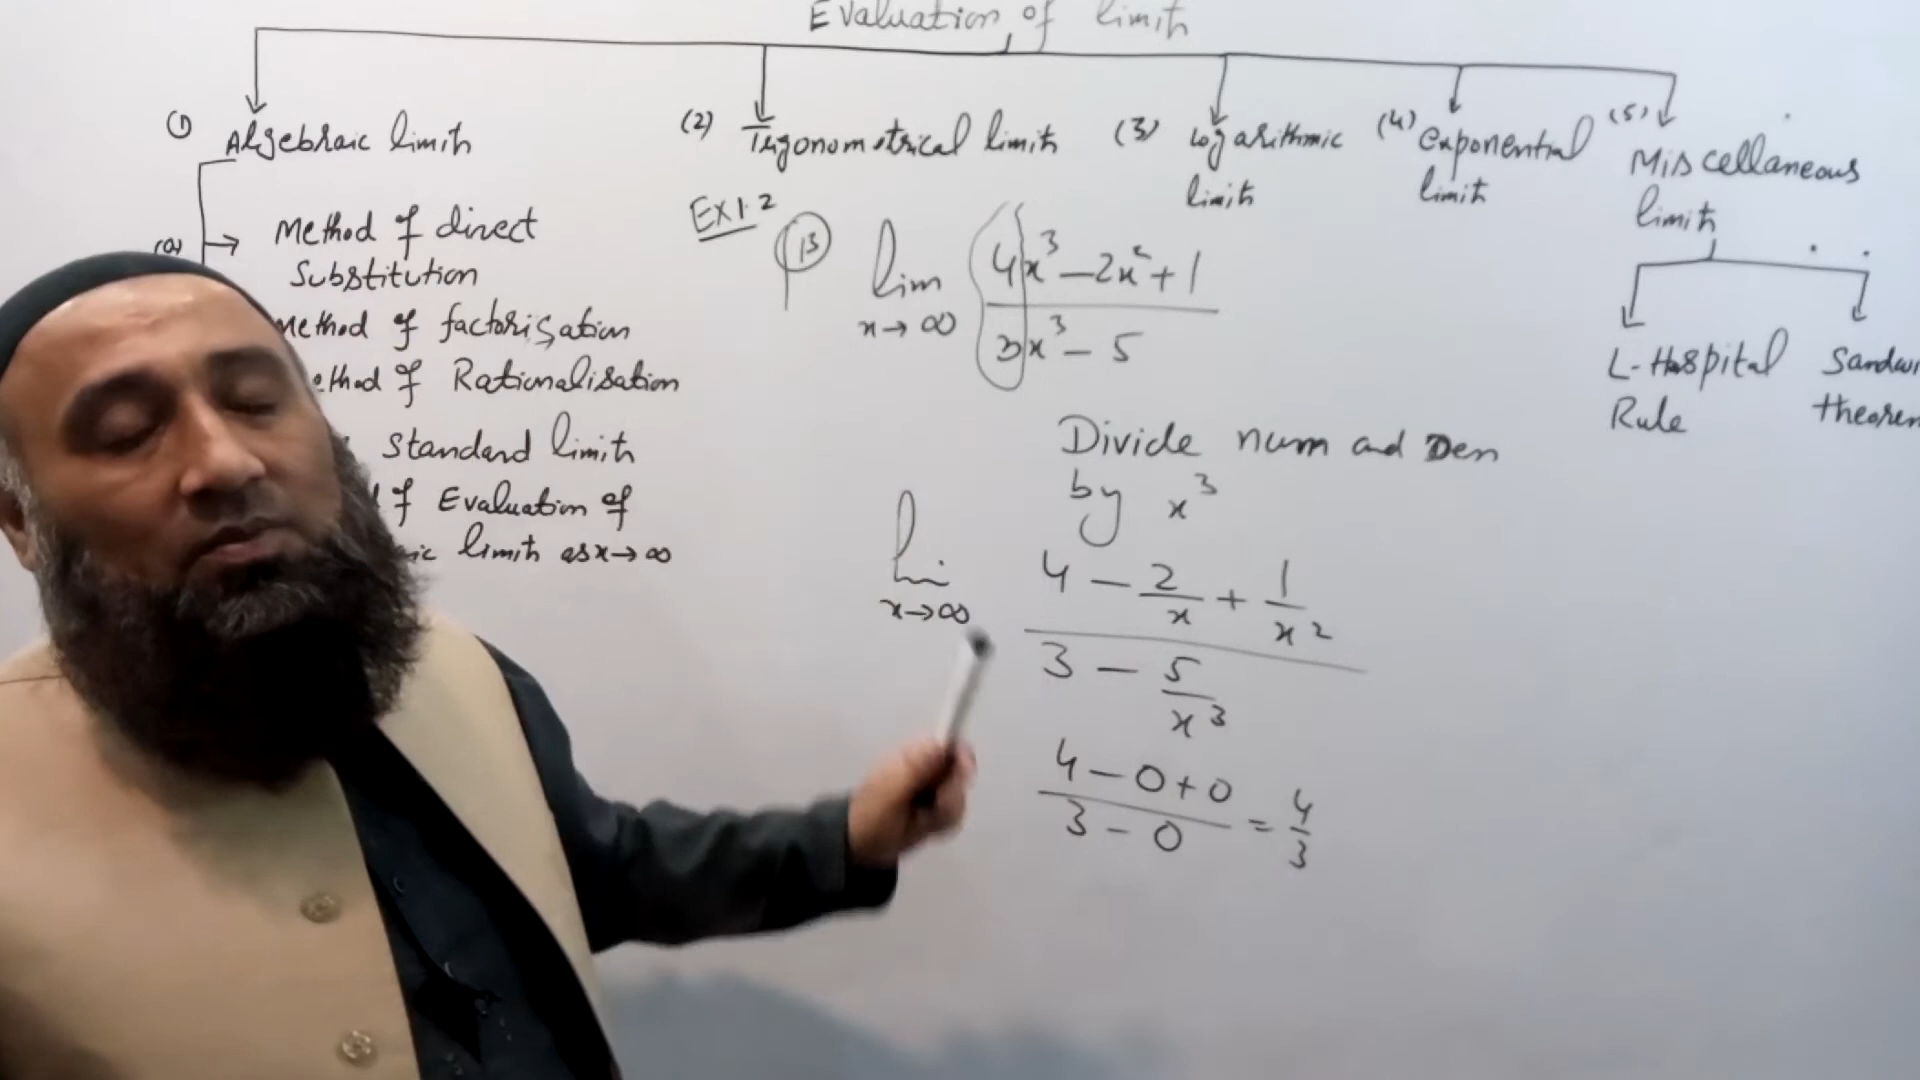 Evaluation of limits
(1) Algebraic limits
(a) → Method of direct
Substitution
Method of factorisation
ethod of Rationalisation
Standard limits
of Evaluation of
ic limits as x→∞
(2) Trigonometrical limits
(3) Logarithmic
limits
(4) Exponential
limits
(5) Miscellaneous
limits
L-Hospital
Rule
Sandwi
theorem
EX 1.2
13 lim x→∞ (4x³ – 2x² + 1)/(3x³ – 5)
Divide num and Den
by x³
lim x→∞ (4 – 2/x + 1/x²)/(3 – 5/x³)
(4 – 0 + 0)/(3 – 0) = 4/3